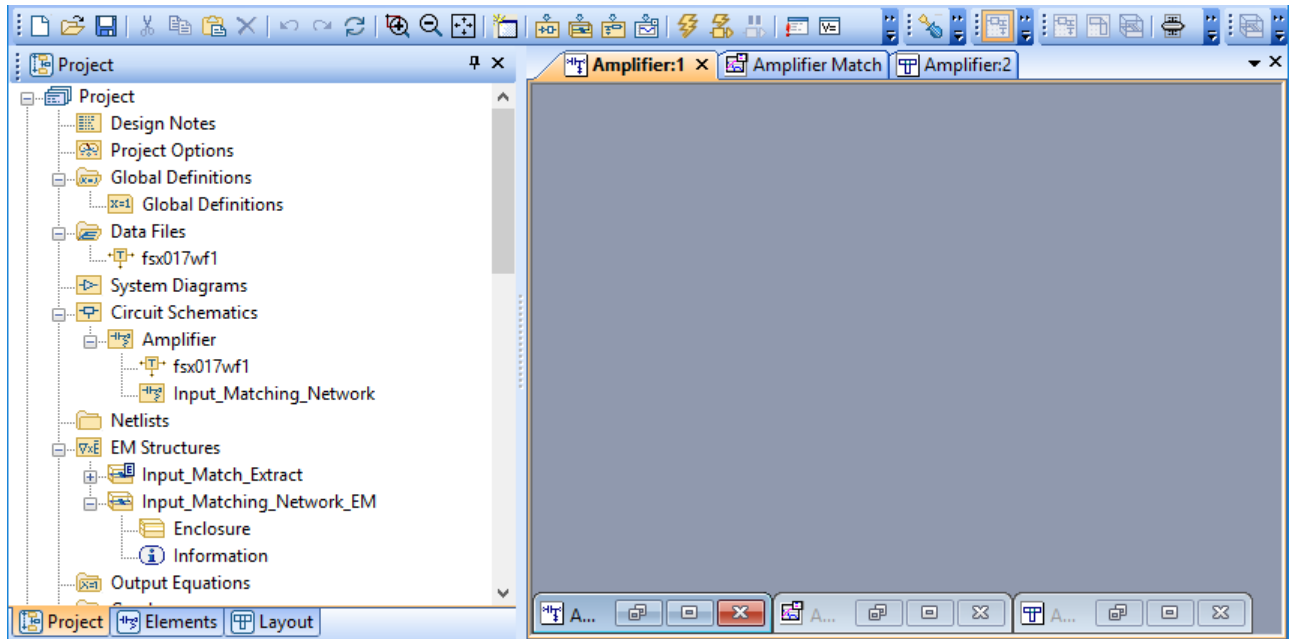 Project
Amplifier:1
Amplifier Match
Amplifier:2
Project
Design Notes
Project Options
Global Definitions
X=1 Global Definitions
Data Files
T fsx017wf1
System Diagrams
Circuit Schematics
Amplifier
T fsx017wf1
Input_Matching_Network
Netlists
EM Structures
Input_Match_Extract
Input_Matching_Network_EM
Enclosure
i Information
Output Equations
Project
Elements
Layout
A...
A...
A...